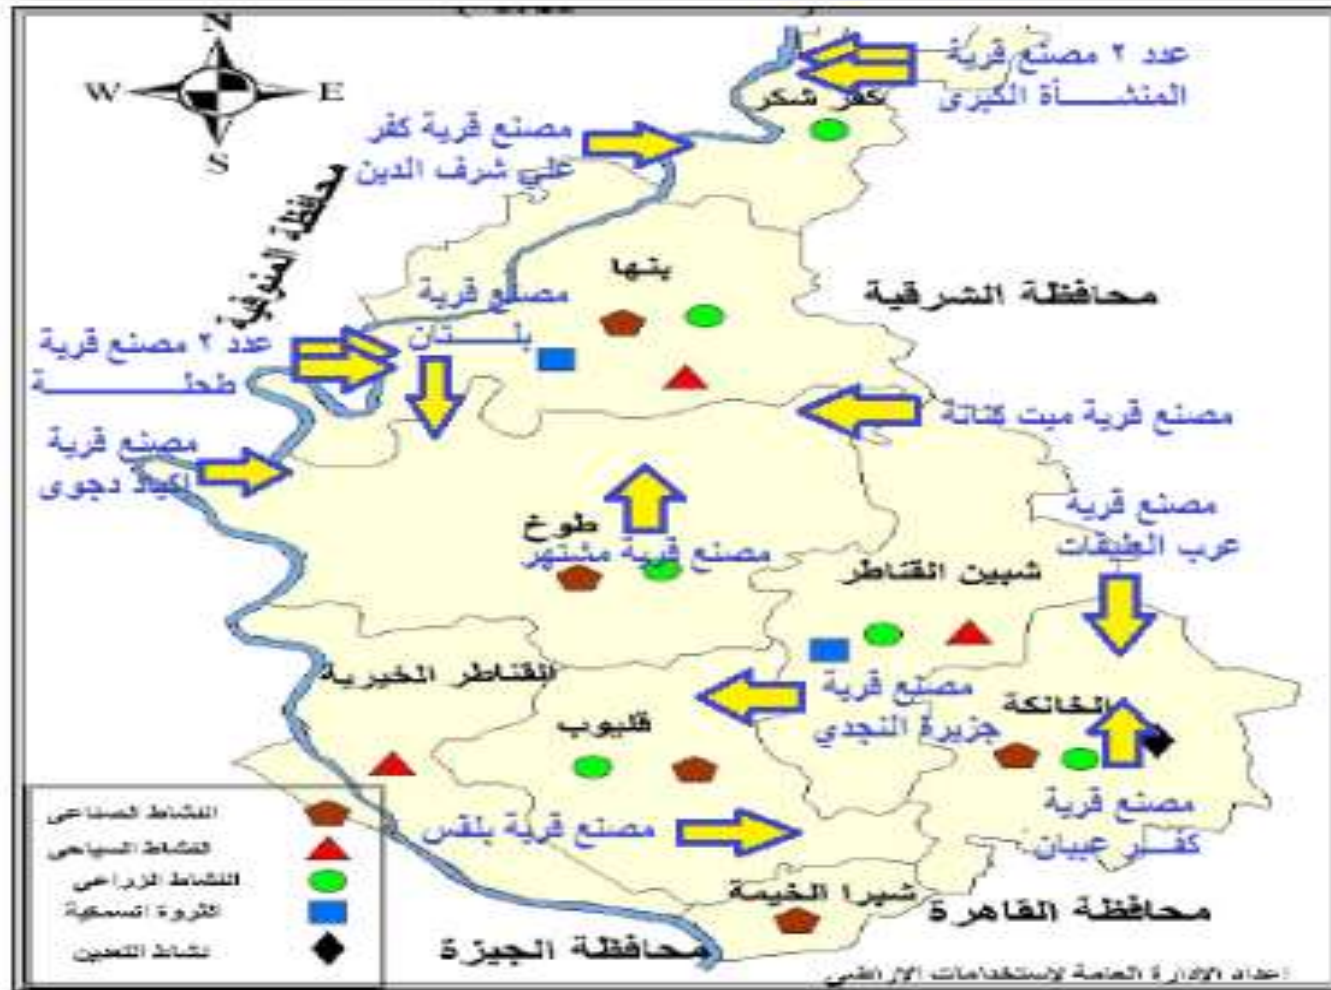 N
W
E
S
عدد ٢ مصنع قرية
المنشـــأة الكبرى
كفر شكر
مصنع قرية كفر
علي شرف الدين
محافظة المنوفية
بنها
محافظة الشرقية
مصنع قرية
بلـــتان
عدد ٢ مصنع قرية
طحلـــــــة
مصنع قرية ميت كنانة
مصنع قرية
اكياد دجوى
طوخ
مصنع قرية مشتهر
مصنع قرية
عرب العليقات
شبين القناطر
القناطر الخيرية
مصنع قرية
جزيرة النجدي
الخانكة
قليوب
مصنع قرية بلقس
مصنع قرية
كفـــر عبيان
شبرا الخيمة
محافظة القاهرة
محافظة الجيزة
النشاط الصناعى
النشاط السياحى
النشاط الزراعى
الثروة السمكية
نشاط التعدين
اعداد الادارة العامة لاستخدامات الاراضى